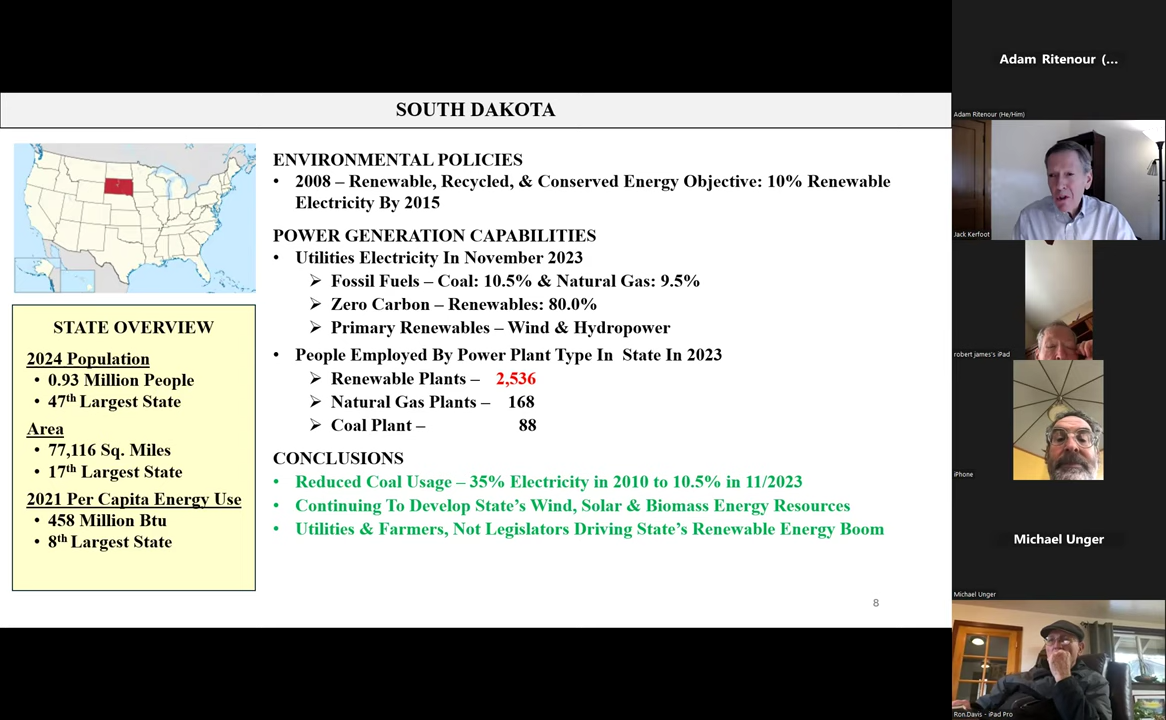 SOUTH DAKOTA
ENVIRONMENTAL POLICIES
• 2008 – Renewable, Recycled, & Conserved Energy Objective: 10% Renewable
Electricity By 2015
POWER GENERATION CAPABILITIES
• Utilities Electricity In November 2023
➢ Fossil Fuels – Coal: 10.5% & Natural Gas: 9.5%
➢ Zero Carbon – Renewables: 80.0%
➢ Primary Renewables – Wind & Hydropower
• People Employed By Power Plant Type In State In 2023
➢ Renewable Plants – 2,536
➢ Natural Gas Plants – 168
➢ Coal Plant – 88
CONCLUSIONS
• Reduced Coal Usage – 35% Electricity in 2010 to 10.5% in 11/2023
• Continuing To Develop State's Wind, Solar & Biomass Energy Resources
• Utilities & Farmers, Not Legislators Driving State's Renewable Energy Boom
STATE OVERVIEW
2024 Population
• 0.93 Million People
• 47th Largest State
Area
• 77,116 Sq. Miles
• 17th Largest State
2021 Per Capita Energy Use
• 458 Million Btu
• 8th Largest State
8
Adam Ritenour (...
Adam Ritenour (He/Him)
Jack Kerfoot
robert james's iPad
iPhone
Michael Unger
Michael Unger
Ron.Davis - iPad Pro